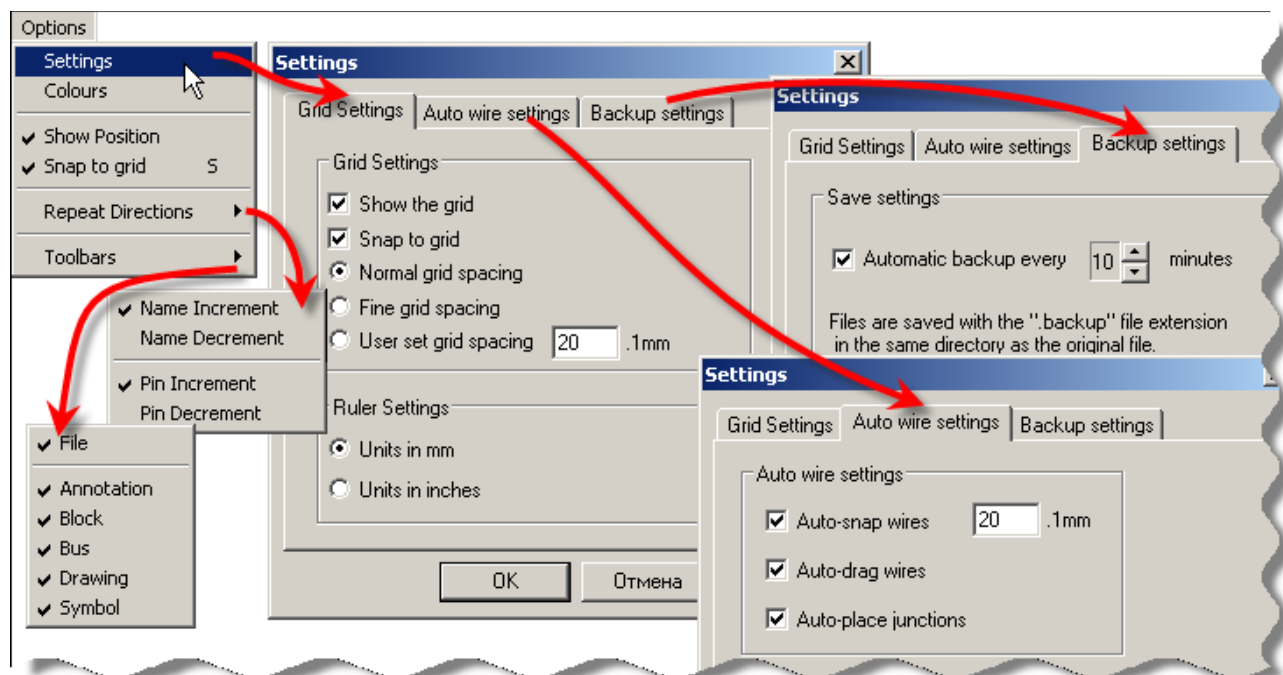 Options
Settings
Colours
Show Position
Snap to grid S
Repeat Directions
Toolbars
Name Increment
Name Decrement
Pin Increment
Pin Decrement
File
Annotation
Block
Bus
Drawing
Symbol
Settings
Grid Settings Auto wire settings Backup settings
Grid Settings
Show the grid
Snap to grid
Normal grid spacing
Fine grid spacing
User set grid spacing 20 .1mm
Ruler Settings
Units in mm
Units in inches
OK Отмена
Settings
Grid Settings Auto wire settings Backup settings
Save settings
Automatic backup every 10 minutes
Files are saved with the ".backup" file extension
in the same directory as the original file.
Settings
Grid Settings Auto wire settings Backup settings
Auto wire settings
Auto-snap wires 20 .1mm
Auto-drag wires
Auto-place junctions